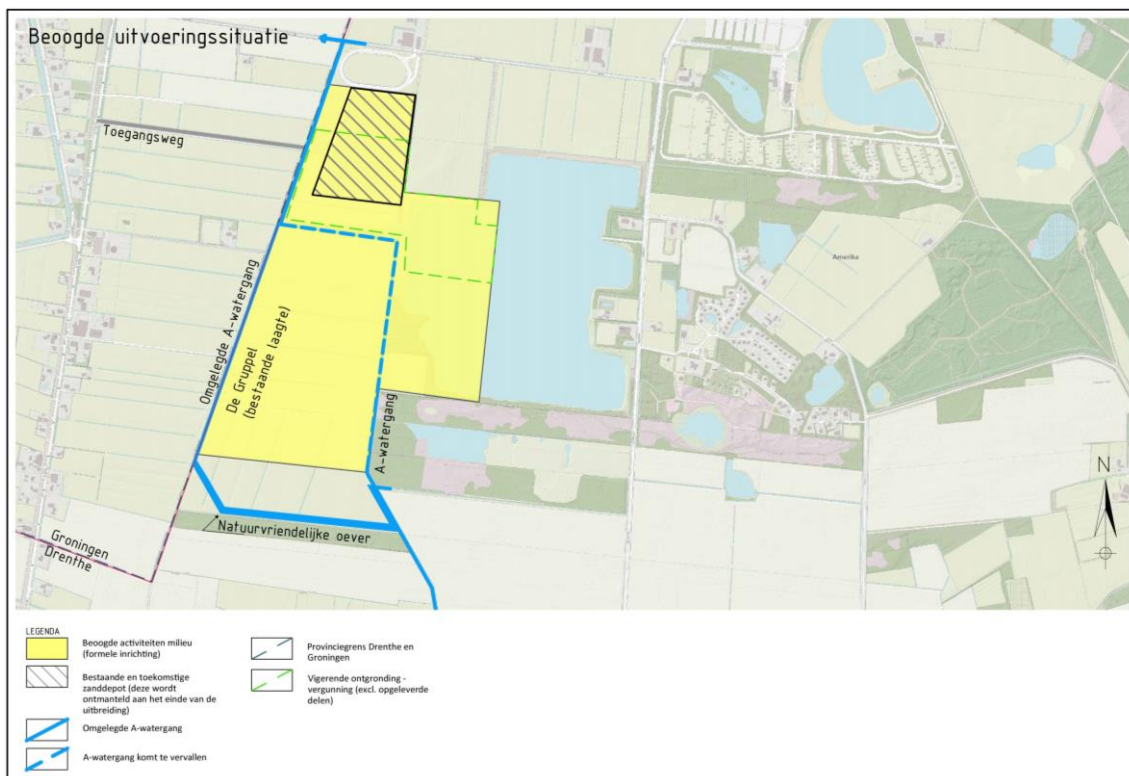 Beoogde uitvoeringssituatie
Toegangsweg
Omgelegde A-watergang
De Gruppel
(bestaande laagte)
A-watergang
Natuurvriendelijke oever
Groningen
Drenthe
Amerika
N
LEGENDA
Beoogde activiteiten milieu
(formele inrichting)
Bestaande en toekomstige
zanddepot (deze wordt
ontmanteld aan het einde van de
uitbreiding)
Omgelegde A-watergang
A-watergang komt te vervallen
Provinciegrens Drenthe en
Groningen
Vigerende ontgronding -
vergunning (excl. opgeleverde
delen)